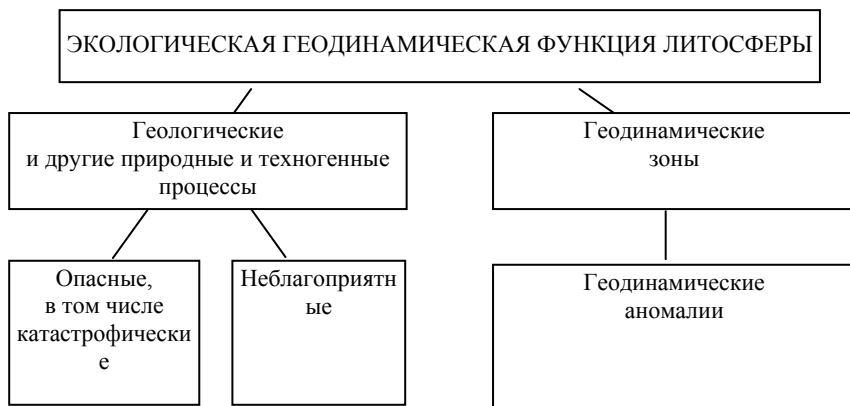 ЭКОЛОГИЧЕСКАЯ ГЕОДИНАМИЧЕСКАЯ ФУНКЦИЯ ЛИТОСФЕРЫ
Геологические
и другие природные и техногенные
процессы
Геодинамические
зоны
Опасные,
в том числе
катастрофически
е
Неблагоприятн
ые
Геодинамические
аномалии